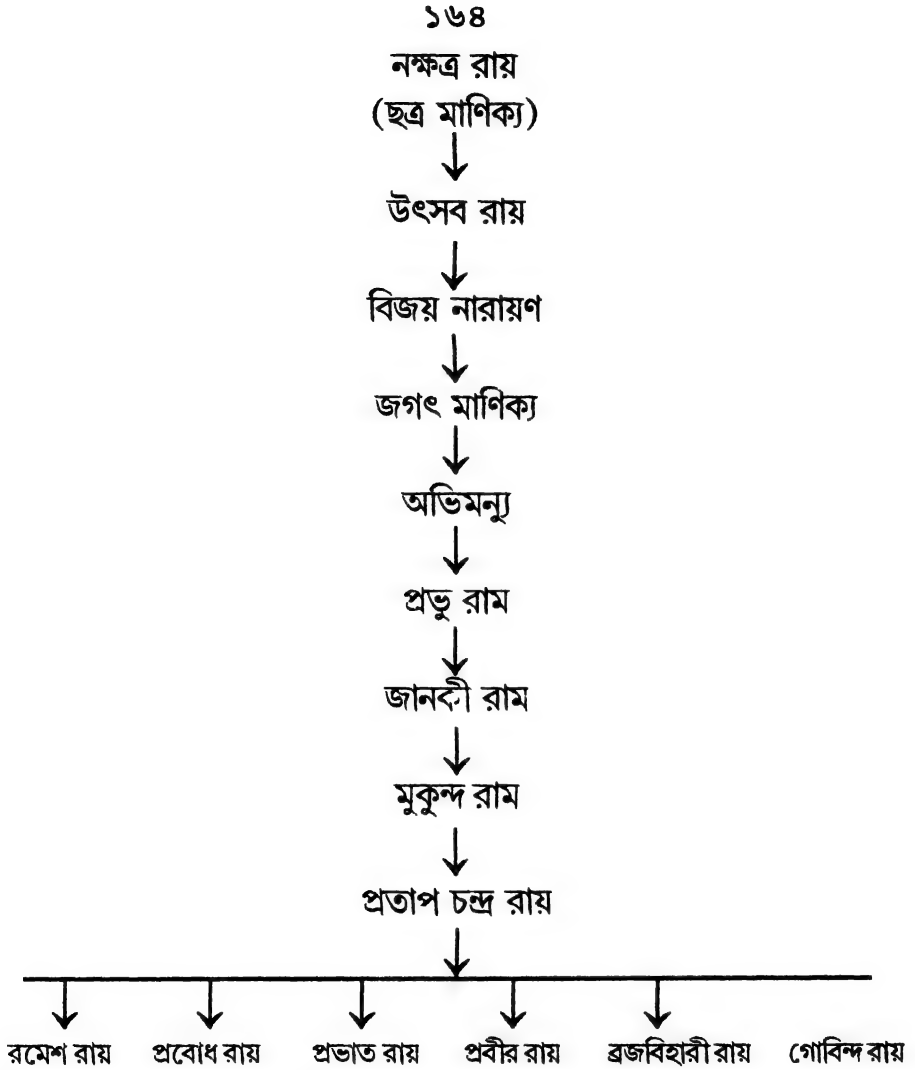 ১৬৪
নক্ষত্র রায়
(ছত্র মাণিক্য)
উৎসব রায়
বিজয় নারায়ণ
জগৎ মাণিক্য
অভিমন্যু
প্রভু রাম
জানকী রাম
মুকুন্দ রাম
প্রতাপ চন্দ্র রায়
রমেশ রায় প্রবোধ রায় প্রভাত রায় প্রবীর রায় ব্রজবিহারী রায় গোবিন্দ রায়